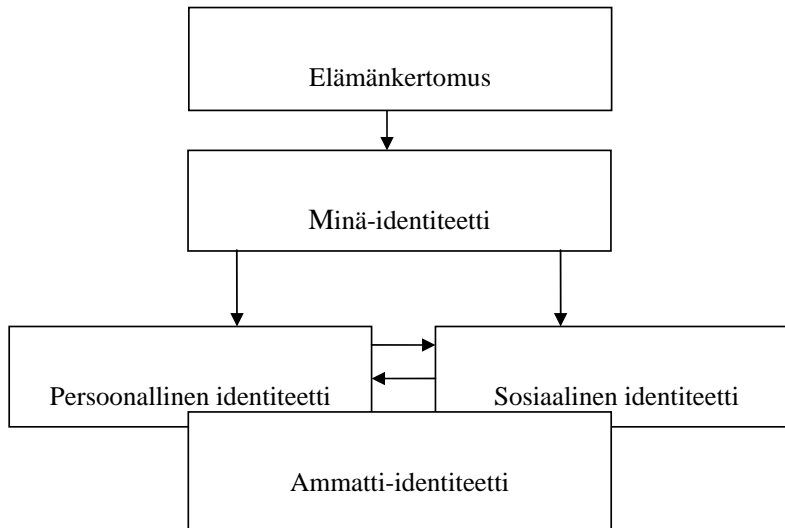 Elämänkertomus
Minä-identiteetti
Persoonallinen identiteetti
Sosiaalinen identiteetti
Ammatti-identiteetti